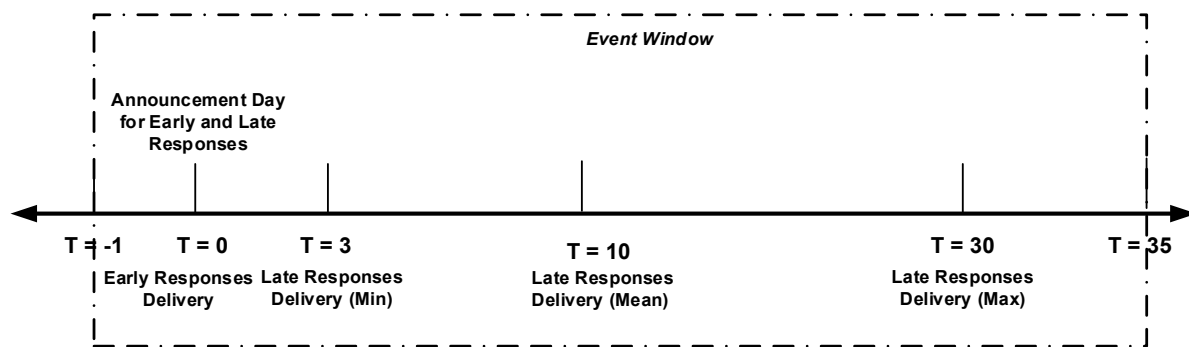 Event Window
Announcement Day
for Early and Late
Responses
T = -1
T = 0
T = 3
T = 10
T = 30
T = 35
Early Responses
Delivery
Late Responses
Delivery (Min)
Late Responses
Delivery (Mean)
Late Responses
Delivery (Max)